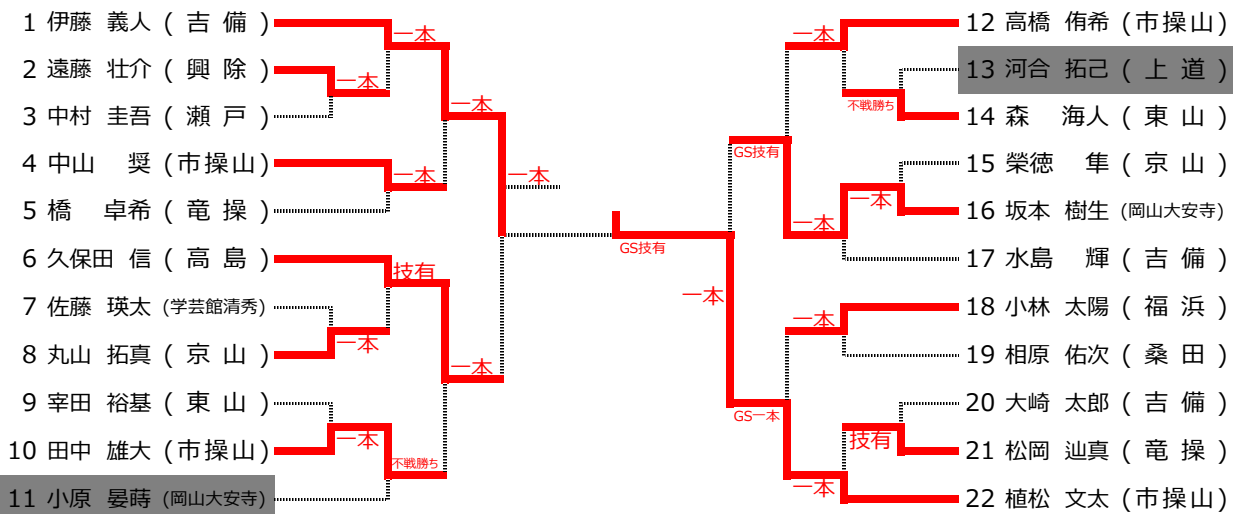 1 伊藤 義人 ( 吉 備 )
2 遠藤 壮介 ( 興 除 )
3 中村 圭吾 ( 瀬 戸 )
4 中山 奨 (市操山)
5 橋 卓希 ( 竜 操 )
6 久保田 信 ( 高 島 )
7 佐藤 瑛太 (学芸館清秀)
8 丸山 拓真 ( 京 山 )
9 宰田 裕基 ( 東 山 )
10 田中 雄大 (市操山)
11 小原 晏蒔 (岡山大安寺)
一本
一本
一本
一本
一本
技有
一本
一本
一本
不戦勝ち
GS技有
一本
一本
不戦勝ち
GS技有
一本
一本
一本
GS一本
技有
一本
12 高橋 侑希 (市操山)
13 河合 拓己 ( 上 道 )
14 森 海人 ( 東 山 )
15 榮徳 隼 ( 京 山 )
16 坂本 樹生 (岡山大安寺)
17 水島 輝 ( 吉 備 )
18 小林 太陽 ( 福 浜 )
19 相原 佑次 ( 桑 田 )
20 大崎 太郎 ( 吉 備 )
21 松岡 辿真 ( 竜 操 )
22 植松 文太 (市操山)